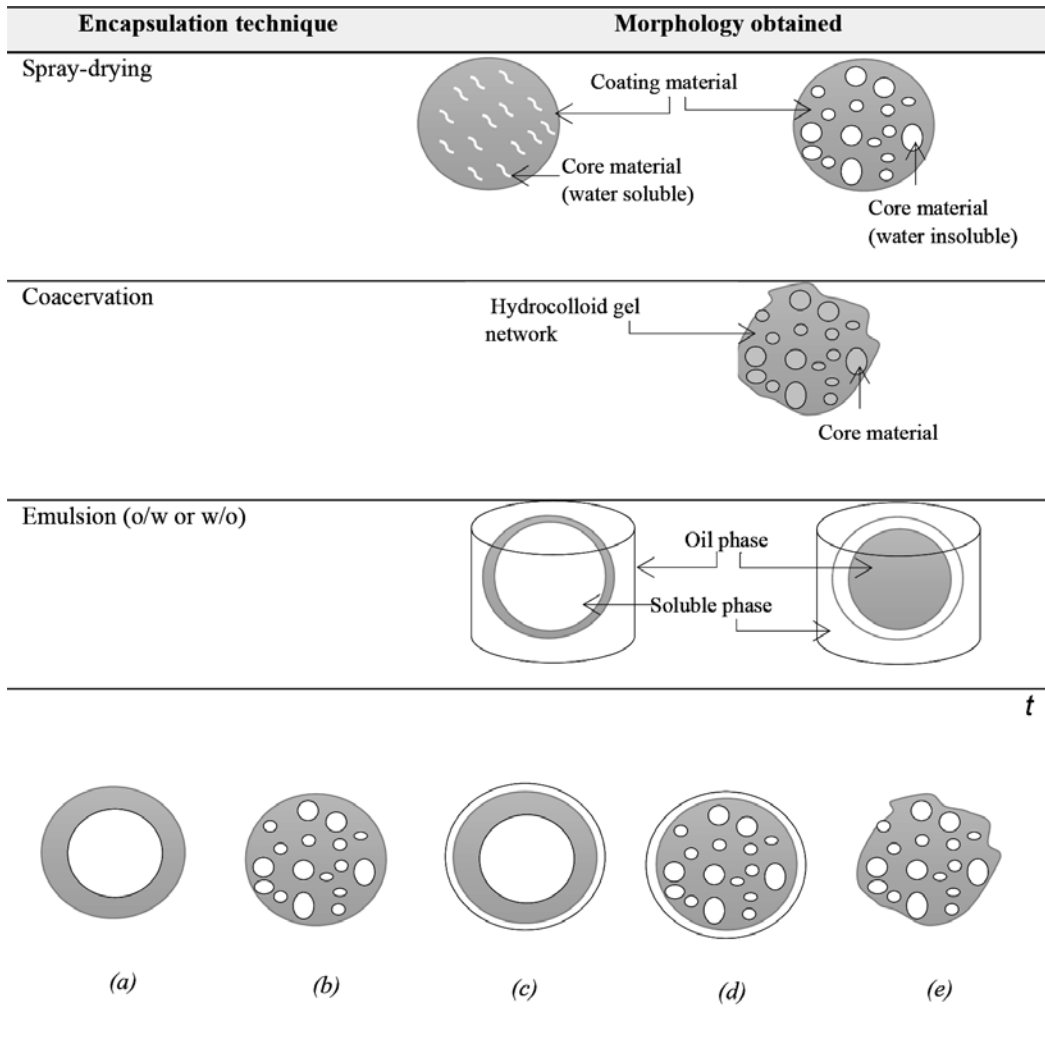 Encapsulation technique
Morphology obtained
Spray-drying
Coating material
Core material
(water soluble)
Core material
(water insoluble)
Coacervation
Hydrocolloid gel
network
Core material
Emulsion (o/w or w/o)
Oil phase
Soluble phase
t
(a)
(b)
(c)
(d)
(e)